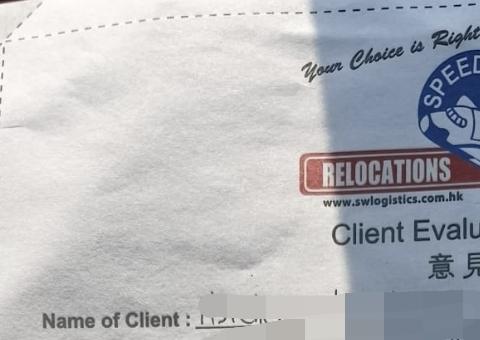 Your Choice is Right
SPEED
RELOCATIONS
www.swlogistics.com.hk
Client Evalu
意見
Name of Client :